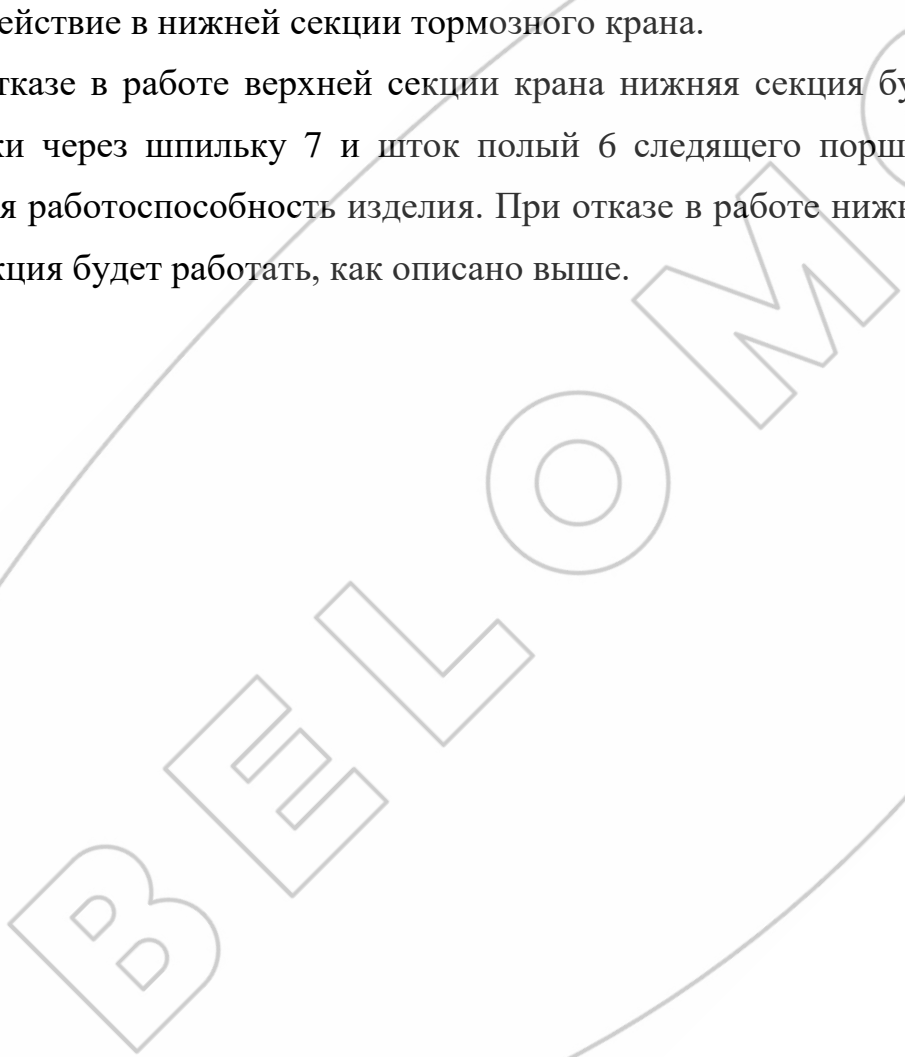 ействие в нижней секции тормозного крана.
тказе в работе верхней секции крана нижняя секция бу
ки через шпильку 7 и шток полый 6 следящего порш
я работоспособность изделия. При отказе в работе нижн
кция будет работать, как описано выше.
BELOM